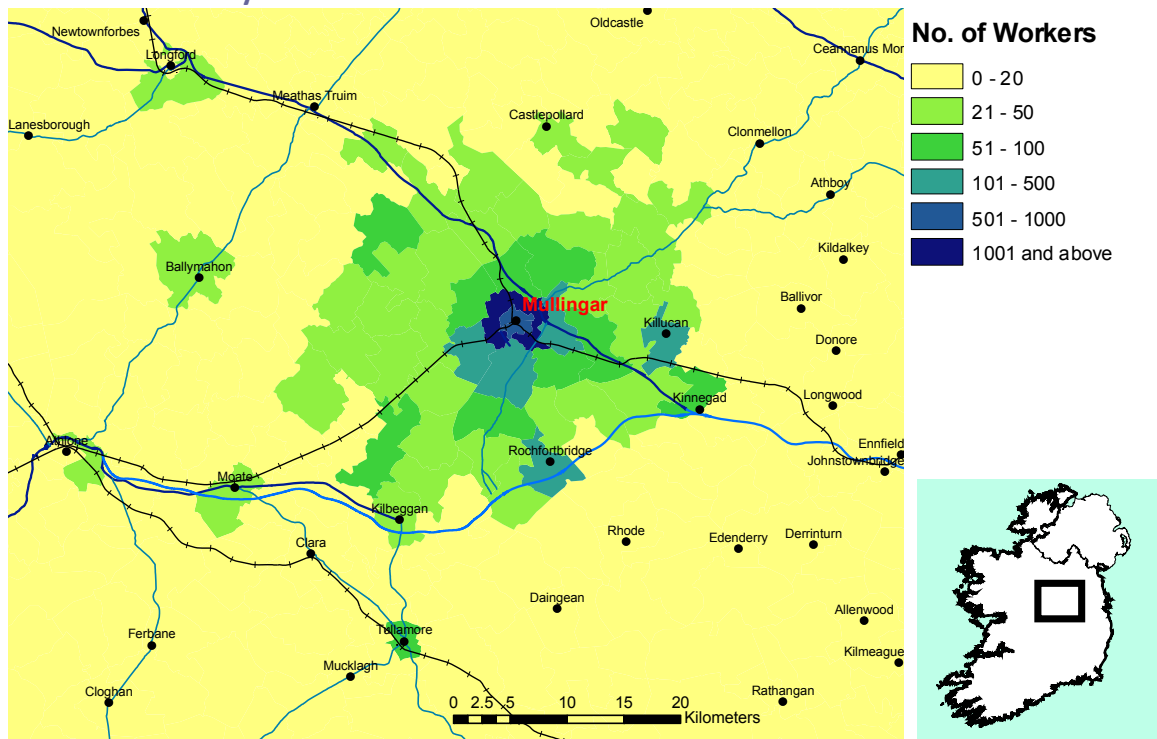 Newtownforbes
Oldcastle
Ceannanus Mor
Longford
Meathas Truim
Lanesborough
Castlepollard
Clonmellon
Athboy
Kildalkey
Ballymahon
Ballivor
Mullingar
Killucan
Donore
Kinnegad
Longwood
Athlone
Rochfortbridge
Ennfield
Johnstownbridge
Moate
Kilbeggan
Rhode
Edenderry
Derrinturn
Clara
Daingean
Allenwood
Ferbane
Tullamore
Kilmeague
Mucklagh
Cloghan
Rathangan
0 2.5 5 10 15 20
Kilometers
No. of Workers
0 - 20
21 - 50
51 - 100
101 - 500
501 - 1000
1001 and above